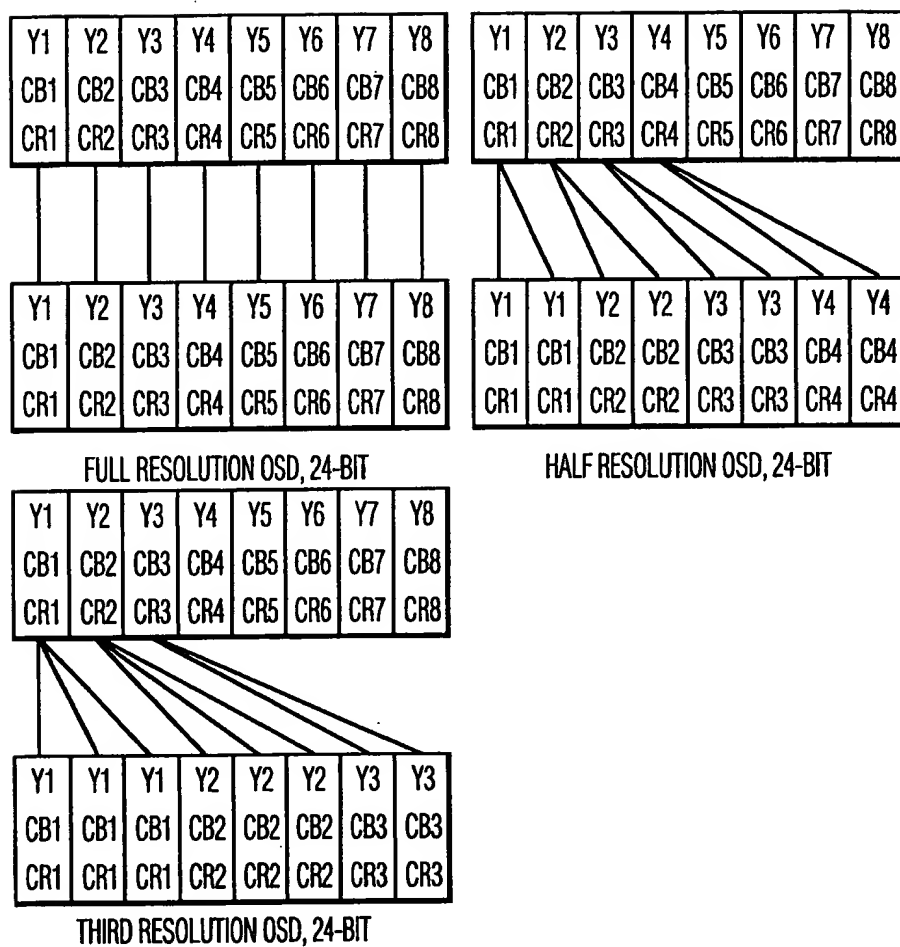 Y1 Y2 Y3 Y4 Y5 Y6 Y7 Y8
CB1 CB2 CB3 CB4 CB5 CB6 CB7 CB8
CR1 CR2 CR3 CR4 CR5 CR6 CR7 CR8
Y1 Y2 Y3 Y4 Y5 Y6 Y7 Y8
CB1 CB2 CB3 CB4 CB5 CB6 CB7 CB8
CR1 CR2 CR3 CR4 CR5 CR6 CR7 CR8
FULL RESOLUTION OSD, 24-BIT
Y1 Y2 Y3 Y4 Y5 Y6 Y7 Y8
CB1 CB2 CB3 CB4 CB5 CB6 CB7 CB8
CR1 CR2 CR3 CR4 CR5 CR6 CR7 CR8
Y1 Y1 Y2 Y2 Y3 Y3 Y4 Y4
CB1 CB1 CB2 CB2 CB3 CB3 CB4 CB4
CR1 CR1 CR2 CR2 CR3 CR3 CR4 CR4
HALF RESOLUTION OSD, 24-BIT
Y1 Y2 Y3 Y4 Y5 Y6 Y7 Y8
CB1 CB2 CB3 CB4 CB5 CB6 CB7 CB8
CR1 CR2 CR3 CR4 CR5 CR6 CR7 CR8
Y1 Y1 Y1 Y2 Y2 Y2 Y3 Y3
CB1 CB1 CB1 CB2 CB2 CB2 CB3 CB3
CR1 CR1 CR1 CR2 CR2 CR2 CR3 CR3
THIRD RESOLUTION OSD, 24-BIT